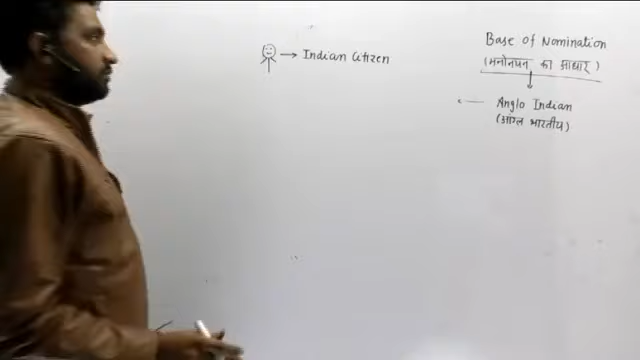 Indian Citizen
Base of Nomination
(मनोनयन का आधार)
Anglo Indian
(आंग्ल भारतीय)